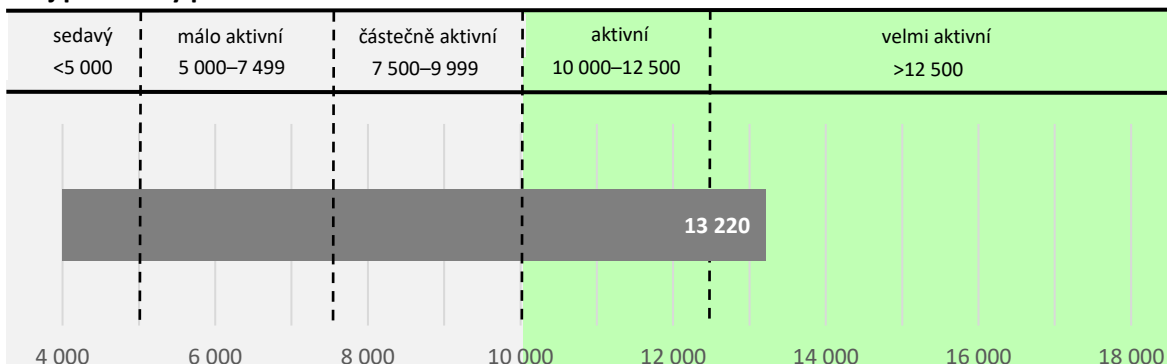 sedavý málo aktivní částečně aktivní aktivní velmi aktivní
<5 000 5 000–7 499 7 500–9 999 10 000–12 500 >12 500
13 220
4 000 6 000 8 000 10 000 12 000 14 000 16 000 18 000